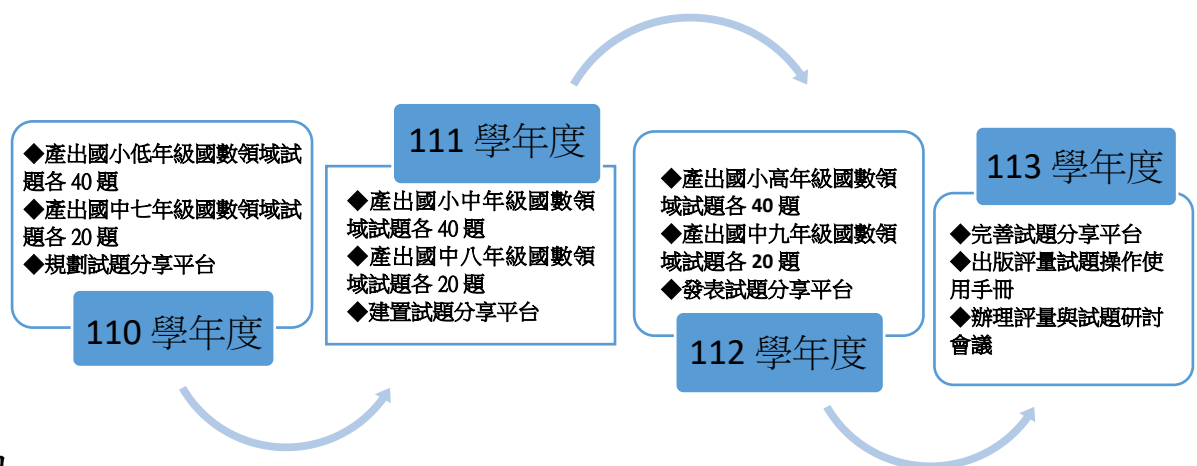 ◆產出國小低年級國數領域試
題各 40 題
◆產出國中七年級國數領域試
題各 20 題
◆規劃試題分享平台
110 學年度
111 學年度
◆產出國小中年級國數領
域試題各 40 題
◆產出國中八年級國數領
域試題各 20 題
◆建置試題分享平台
◆產出國小高年級國數領
域試題各 40 題
◆產出國中九年級國數領
域試題各 20 題
◆發表試題分享平台
112 學年度
113 學年度
◆完善試題分享平台
◆出版評量試題操作使
用手冊
◆辦理評量與試題研討
會議